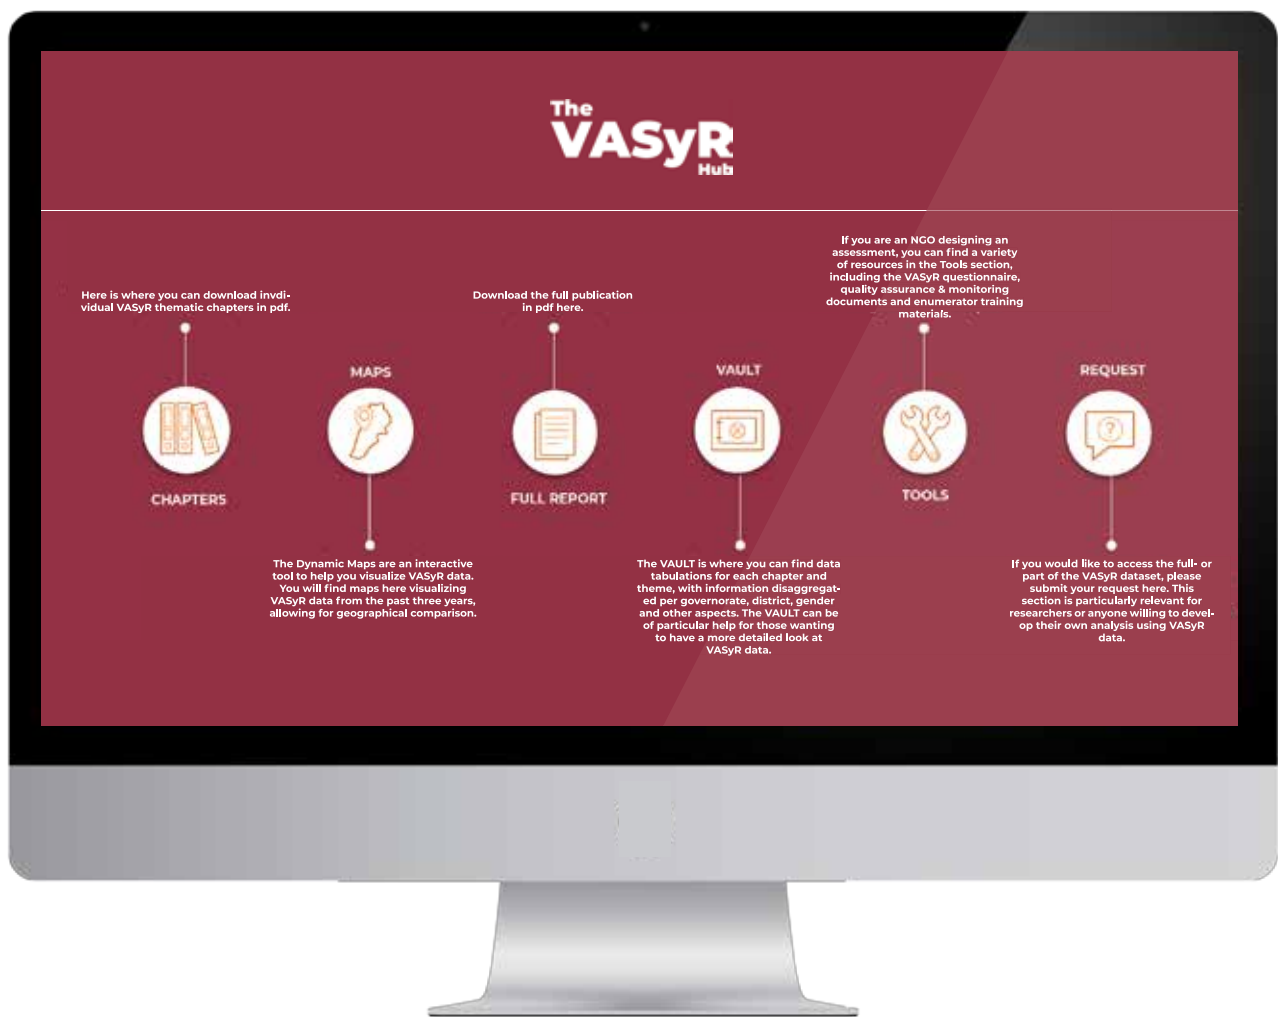 The
VASyR
Hub
Here is where you can download invdi-
vidual VASyR thematic chapters in pdf.
CHAPTERS
MAPS
The Dynamic Maps are an interactive
tool to help you visualize VASyR data.
You will find maps here visualizing
VASyR data from the past three years,
allowing for geographical comparison.
Download the full publication
in pdf here.
FULL REPORT
VAULT
The VAULT is where you can find data
tabulations for each chapter and
theme, with information disaggregat-
ed per governorate, district, gender
and other aspects. The VAULT can be
of particular help for those wanting
to have a more detailed look at
VASyR data.
If you are an NGO designing an
assessment, you can find a variety
of resources in the Tools section,
including the VASyR questionnaire,
quality assurance & monitoring
documents and enumerator training
materials.
TOOLS
REQUEST
?
If you would like to access the full- or
part of the VASyR dataset, please
submit your request here. This
section is particularly relevant for
researchers or anyone willing to devel-
op their own analysis using VASyR
data.